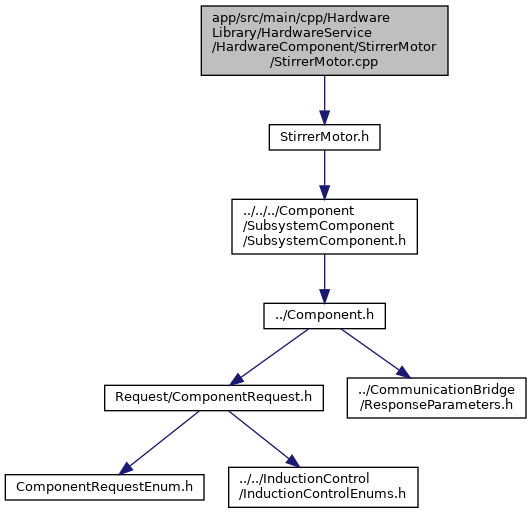 app/src/main/cpp/Hardware
Library/HardwareService
/HardwareComponent/StirrerMotor
/StirrerMotor.cpp
StirrerMotor.h
../../../Component
/SubsystemComponent
/SubsystemComponent.h
../Component.h
Request/ComponentRequest.h
../CommunicationBridge
/ResponseParameters.h
ComponentRequestEnum.h
../../InductionControl
/InductionControlEnums.h